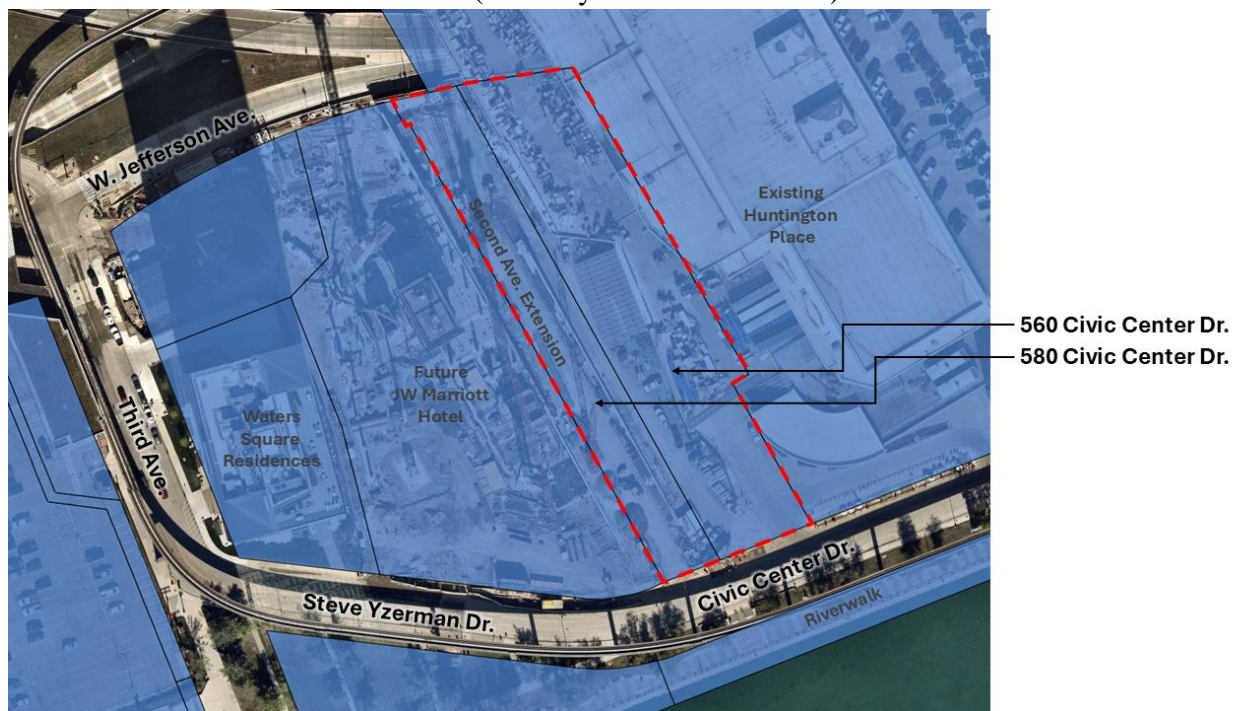 W. Jefferson Ave.
Second Ave. Extension
Existing
Huntington
Place
560 Civic Center Dr.
580 Civic Center Dr.
Future
JW Marriott
Hotel
Waters
Square
Residences
Third Ave.
Steve Yzerman Dr.
Civic Center Dr.
Riverwalk